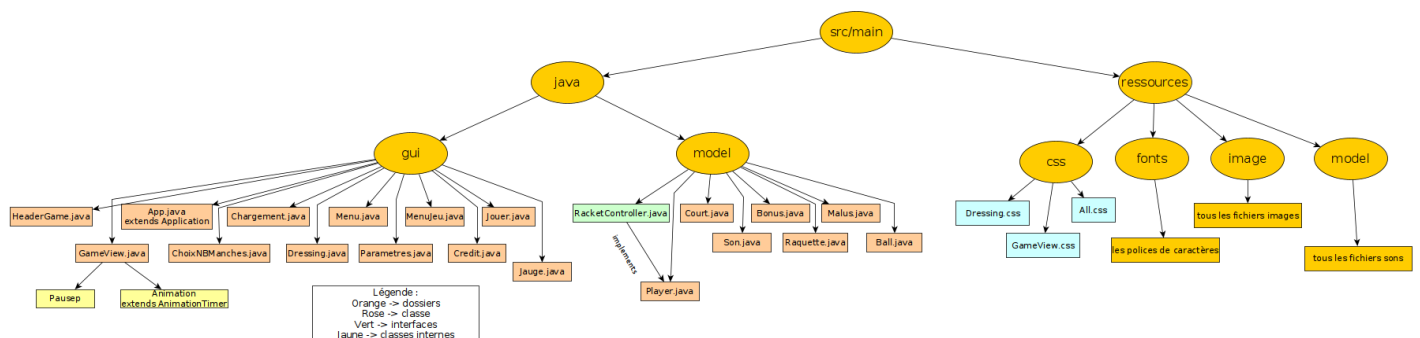 src/main
java
ressources
gui
model
css
fonts
image
model
HeaderGame.java
App.java
extends Application
Chargement.java
Menu.java
MenuJeu.java
Jouer.java
RacketController.java
Court.java
Bonus.java
Malus.java
Dressing.css
All.css
tous les fichiers images
GameView.java
ChoixNBManches.java
Dressing.java
Parametres.java
Credit.java
Jauge.java
implements
Son.java
Raquette.java
Ball.java
GameView.css
les polices de caractères
tous les fichiers sons
Pausep
Animation
extends AnimationTimer
Player.java
Légende :
Orange -> dossiers
Rose -> classe
Vert -> interfaces
Jaune -> classes internes